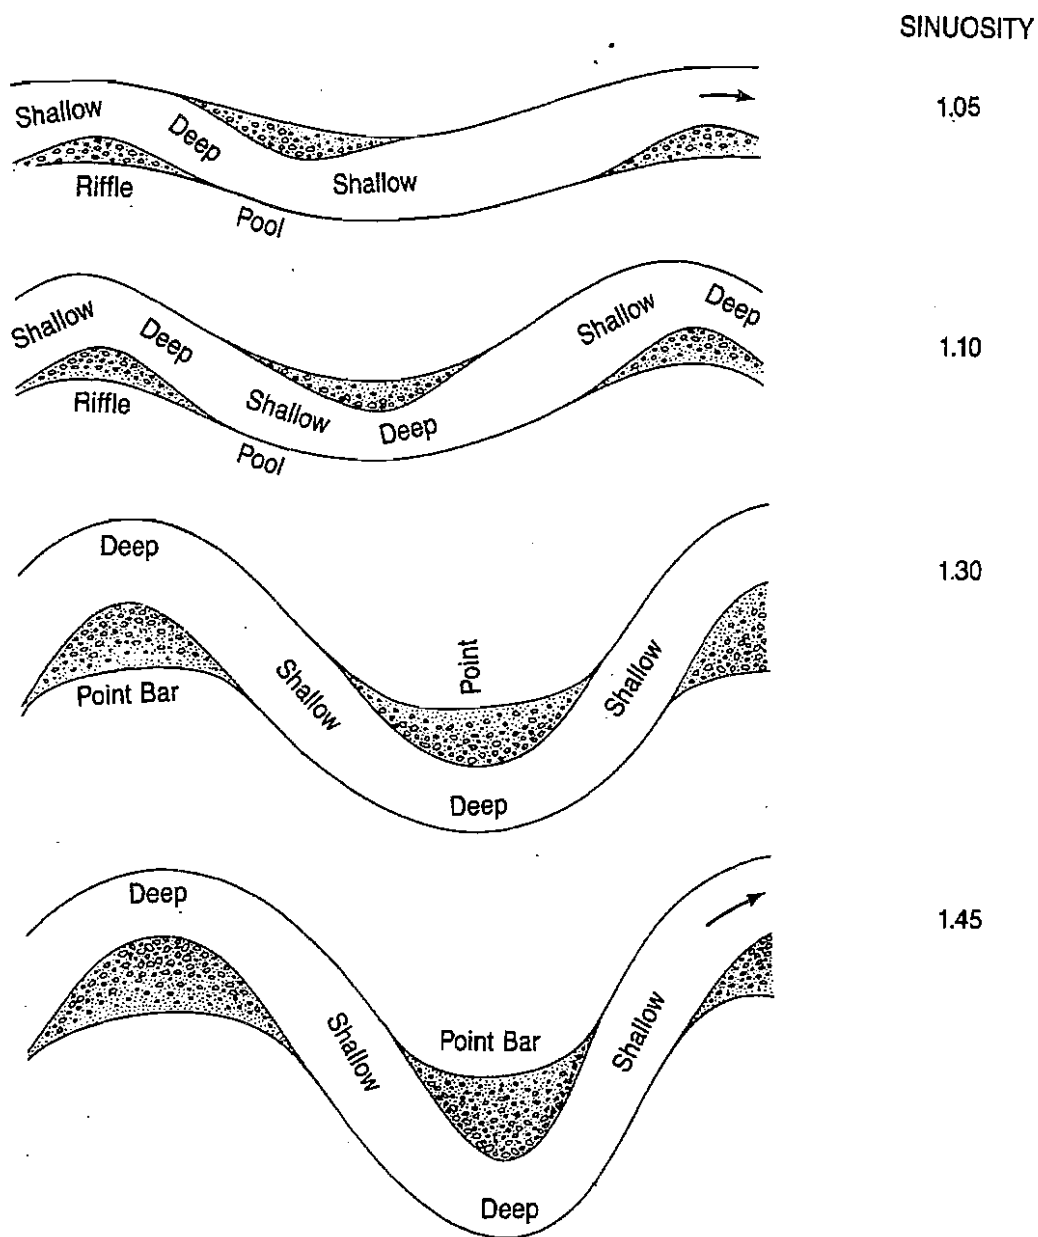 SINUOSITY
Shallow
Deep
Shallow
Riffle
Pool
1.05
Shallow
Deep
Shallow
Deep
Shallow
Deep
Riffle
Pool
1.10
Deep
Shallow
Point
Shallow
Point Bar
Deep
1.30
Deep
Shallow
Point Bar
Shallow
Deep
1.45